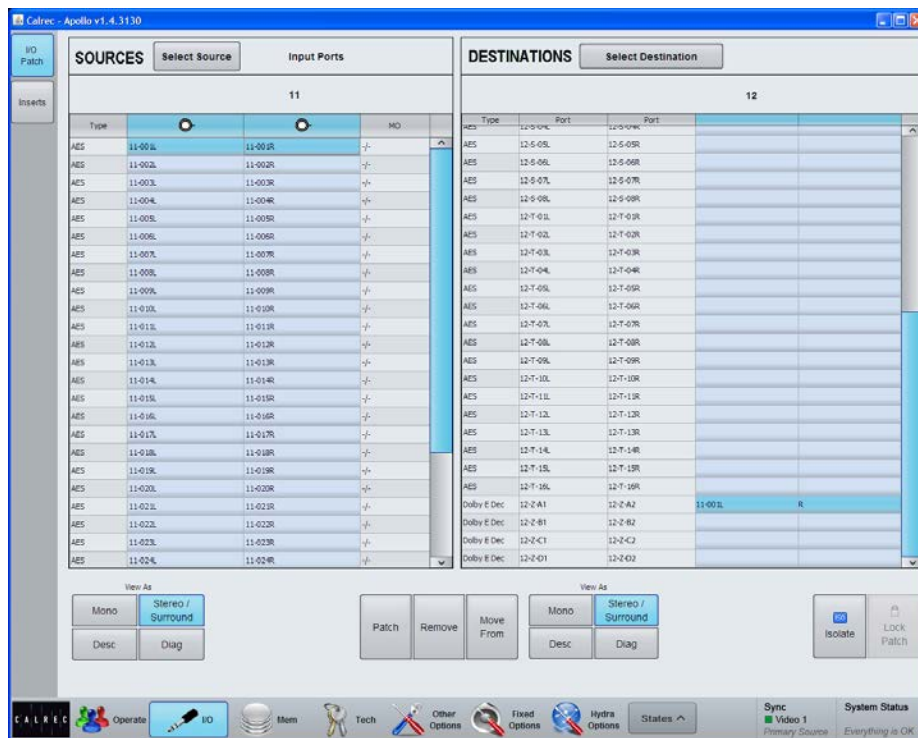 Calrec - Apollo v1.4.3130
I/O Patch
Inserts
SOURCES Select Source Input Ports
11
Type MO
AES 11-001L 11-001R -/-
AES 11-002L 11-002R -/-
AES 11-003L 11-003R -/-
AES 11-004L 11-004R -/-
AES 11-005L 11-005R -/-
AES 11-006L 11-006R -/-
AES 11-007L 11-007R -/-
AES 11-008L 11-008R -/-
AES 11-009L 11-009R -/-
AES 11-010L 11-010R -/-
AES 11-011L 11-011R -/-
AES 11-012L 11-012R -/-
AES 11-013L 11-013R -/-
AES 11-014L 11-014R -/-
AES 11-015L 11-015R -/-
AES 11-016L 11-016R -/-
AES 11-017L 11-017R -/-
AES 11-018L 11-018R -/-
AES 11-019L 11-019R -/-
AES 11-020L 11-020R -/-
AES 11-021L 11-021R -/-
AES 11-022L 11-022R -/-
AES 11-023L 11-023R -/-
AES 11-024L 11-024R -/-
DESTINATIONS Select Destination
12
Type Port Port
AES 12-S-04L 12-S-04R
AES 12-S-05L 12-S-05R
AES 12-S-06L 12-S-06R
AES 12-S-07L 12-S-07R
AES 12-S-08L 12-S-08R
AES 12-T-01L 12-T-01R
AES 12-T-02L 12-T-02R
AES 12-T-03L 12-T-03R
AES 12-T-04L 12-T-04R
AES 12-T-05L 12-T-05R
AES 12-T-06L 12-T-06R
AES 12-T-07L 12-T-07R
AES 12-T-08L 12-T-08R
AES 12-T-09L 12-T-09R
AES 12-T-10L 12-T-10R
AES 12-T-11L 12-T-11R
AES 12-T-12L 12-T-12R
AES 12-T-13L 12-T-13R
AES 12-T-14L 12-T-14R
AES 12-T-15L 12-T-15R
AES 12-T-16L 12-T-16R
Dolby E Dec 12-Z-A1 12-Z-A2 11-001L R
Dolby E Dec 12-Z-B1 12-Z-B2
Dolby E Dec 12-Z-C1 12-Z-C2
Dolby E Dec 12-Z-D1 12-Z-D2
View As
Mono Stereo / Surround
Desc Diag
Patch Remove Move From
View As
Mono Stereo / Surround
Desc Diag
ISO Isolate
Lock Patch
CALREC Operate I/O Mem Tech Other Options Fixed Options Hydra Options States
Sync
Video 1
Primary Source
System Status
Everything is OK